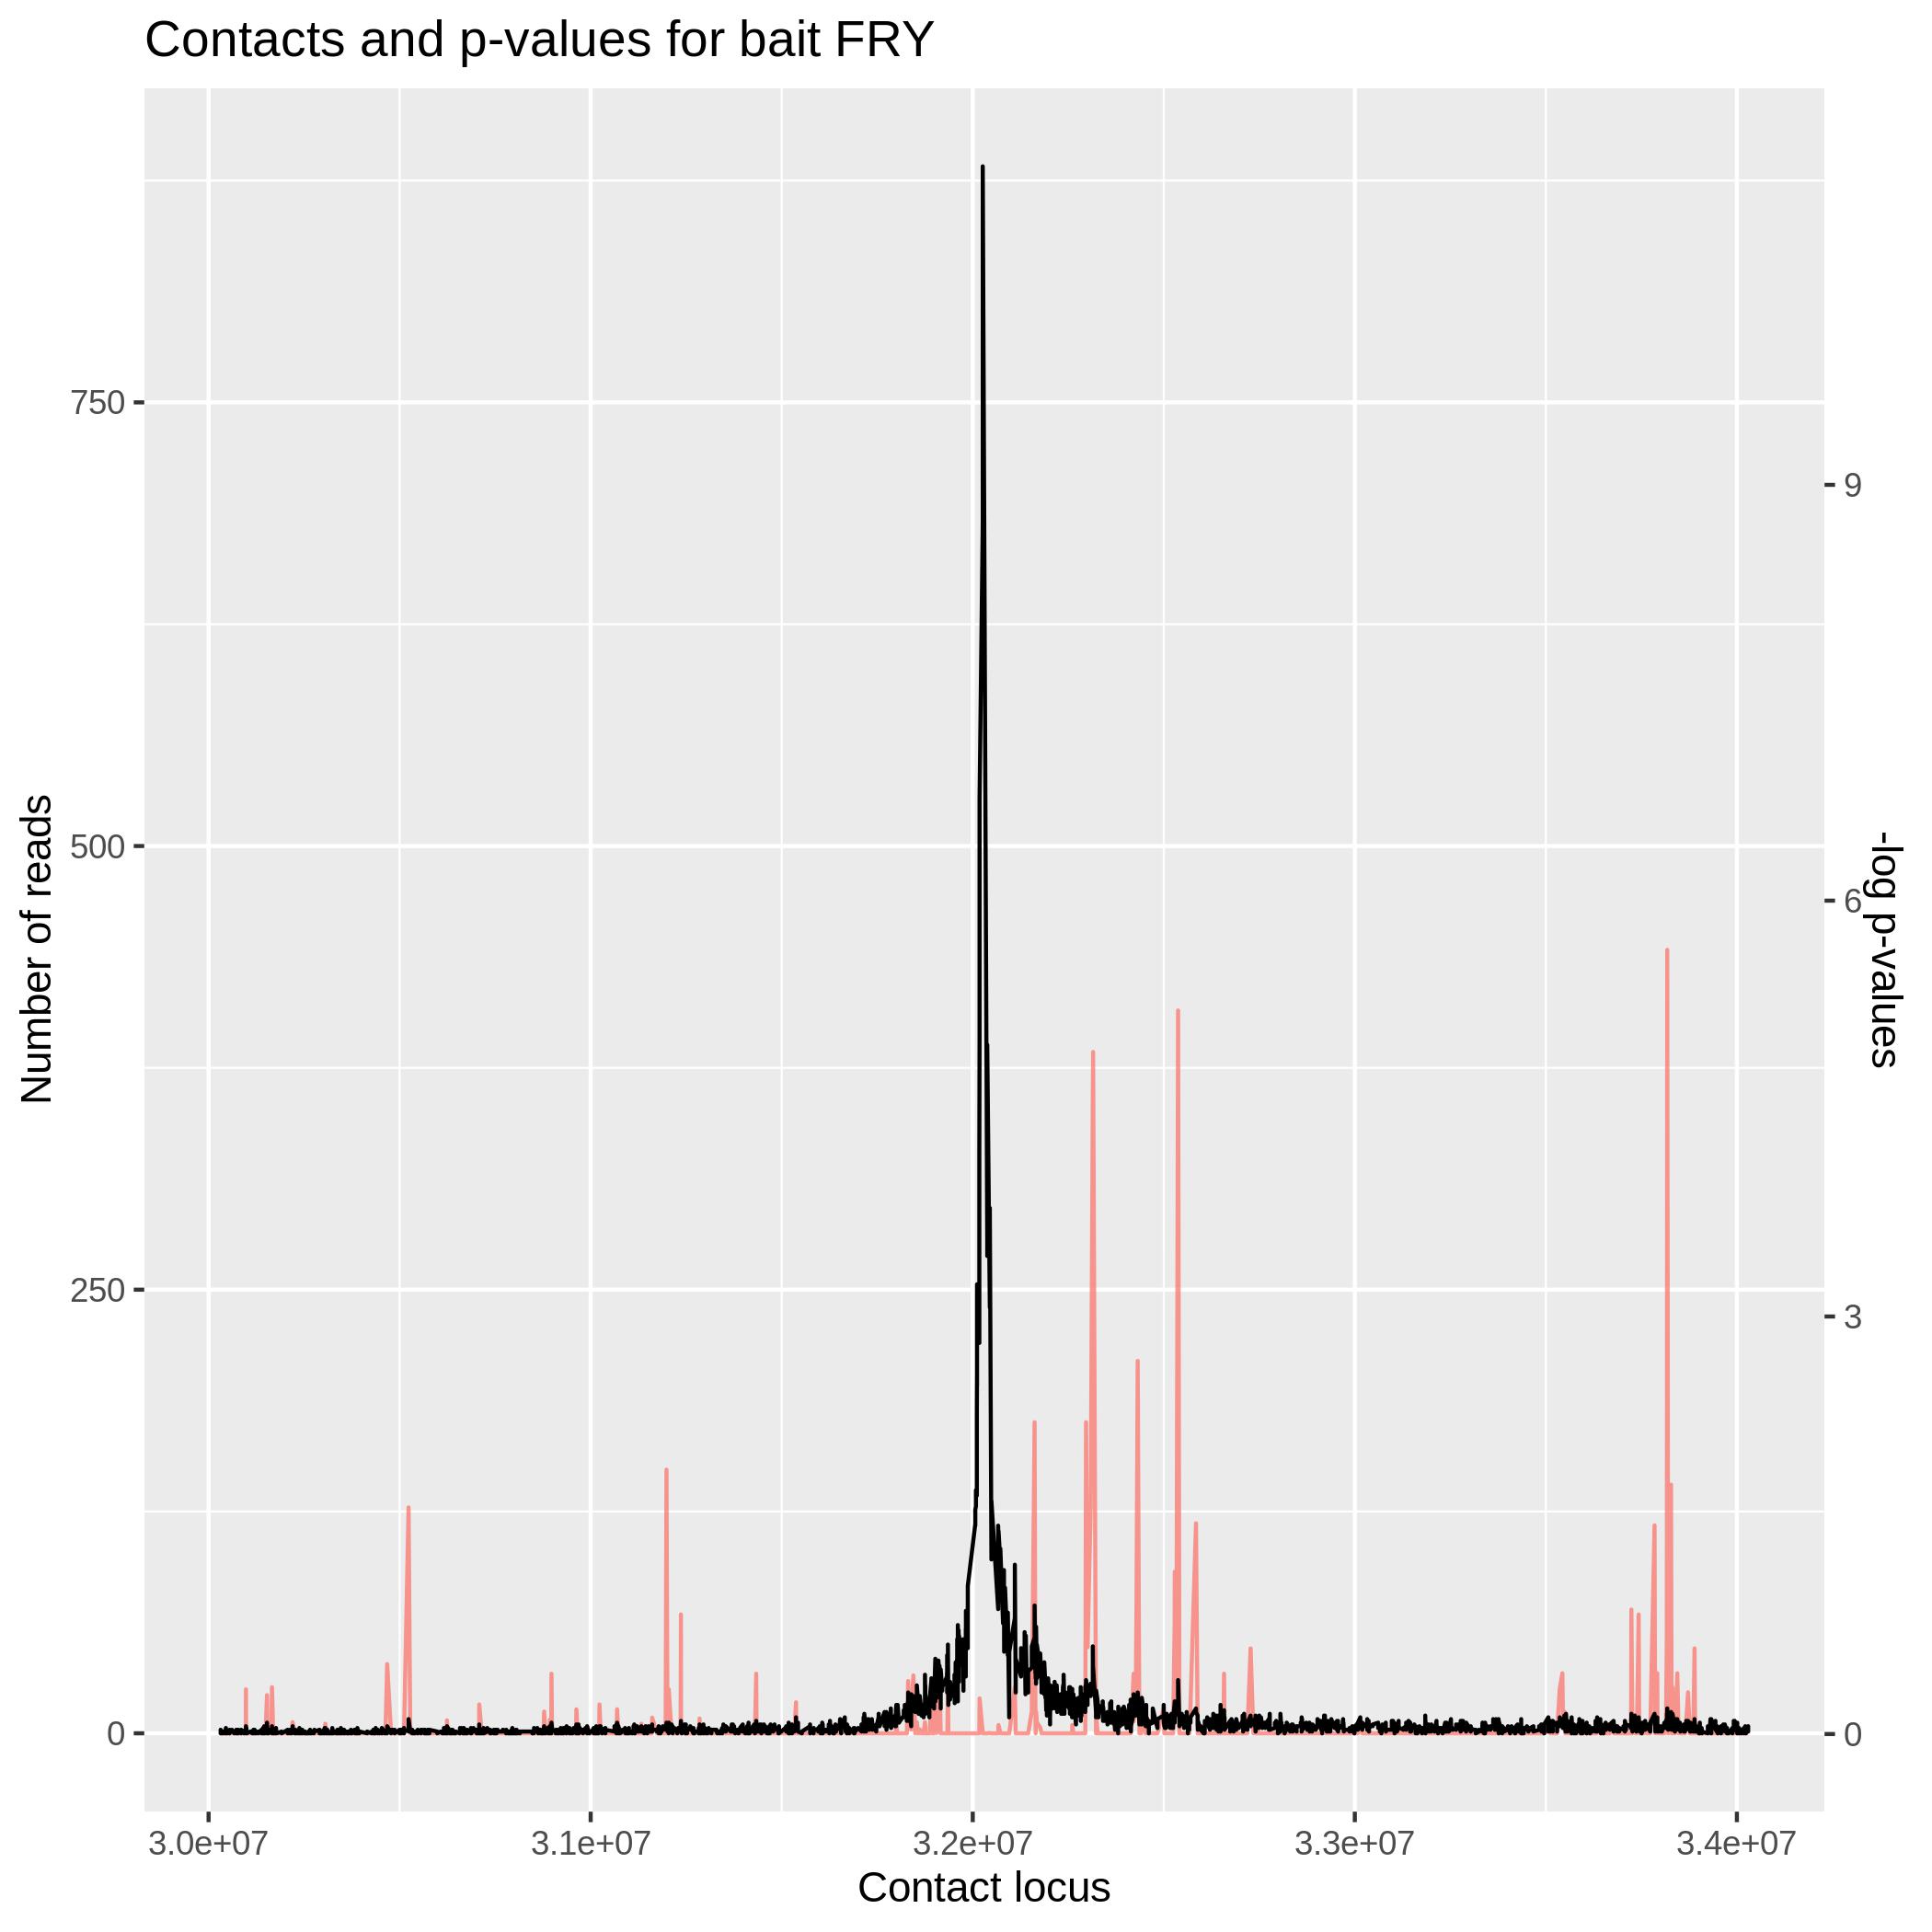 Contacts and p-values for bait FRY
Number of reads
750
500
250
0
9
6
3
0
-log p-values
3.0e+07
3.1e+07
3.2e+07
3.3e+07
3.4e+07
Contact locus